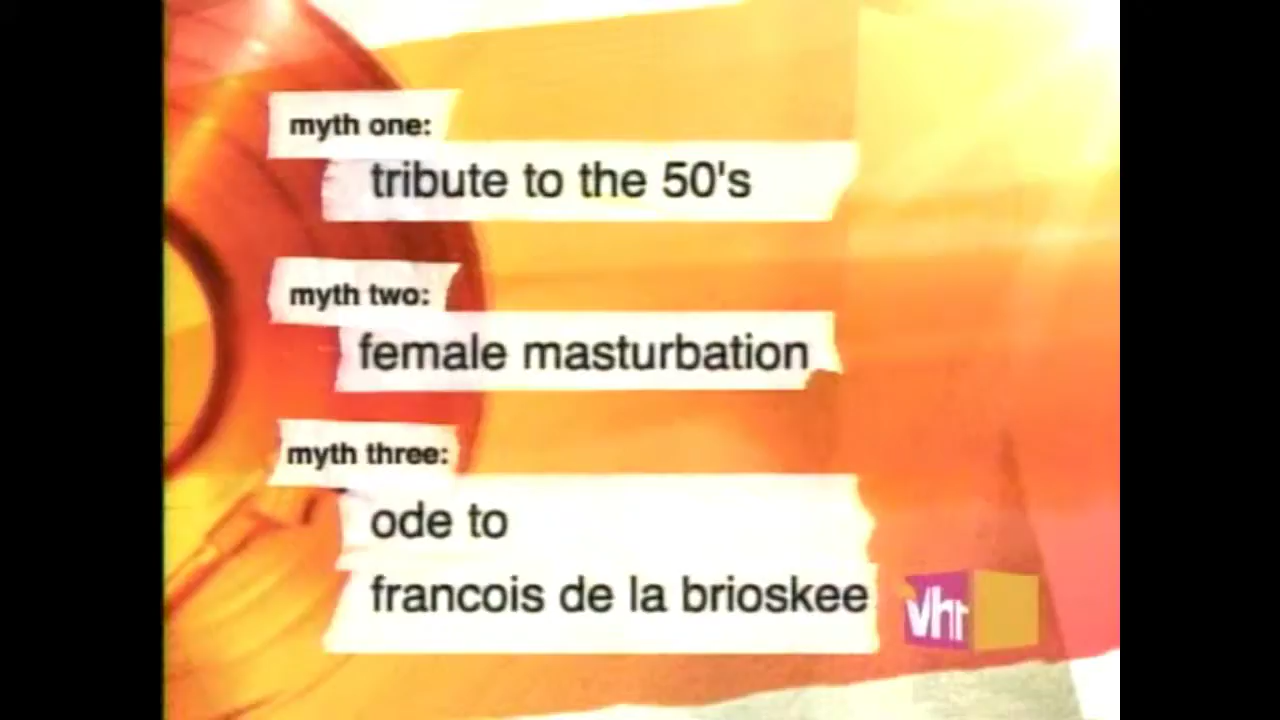 myth one:
tribute to the 50's
myth two:
female masturbation
myth three:
ode to
francois de la brioskee
vh1